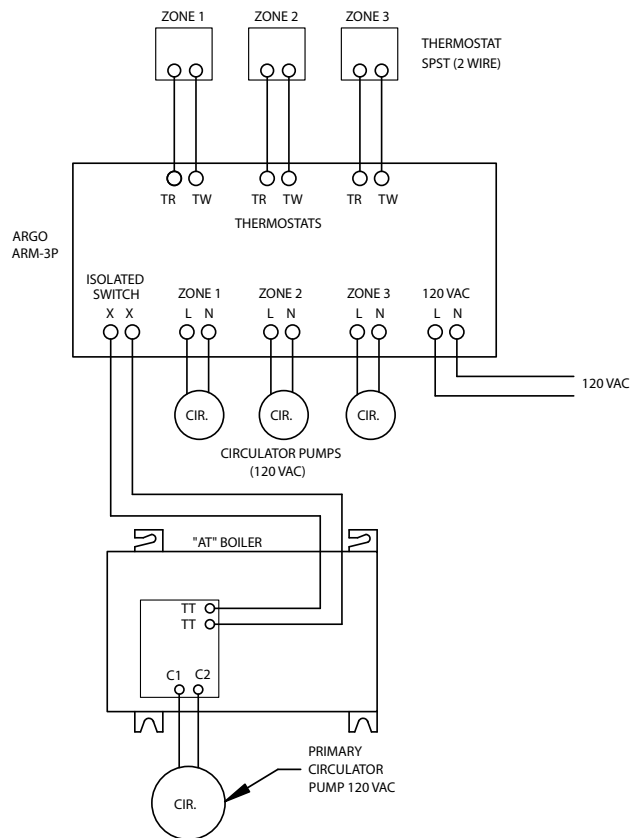 ZONE 1 ZONE 2 ZONE 3
THERMOSTAT
SPST (2 WIRE)
TR TW TR TW TR TW
THERMOSTATS
ARGO
ARM-3P
ISOLATED
SWITCH
ZONE 1 ZONE 2 ZONE 3 120 VAC
X X L N L N L N L N
120 VAC
CIR. CIR. CIR.
CIRCULATOR PUMPS
(120 VAC)
"AT" BOILER
TT
TT
C1 C2
PRIMARY
CIRCULATOR
PUMP 120 VAC
CIR.